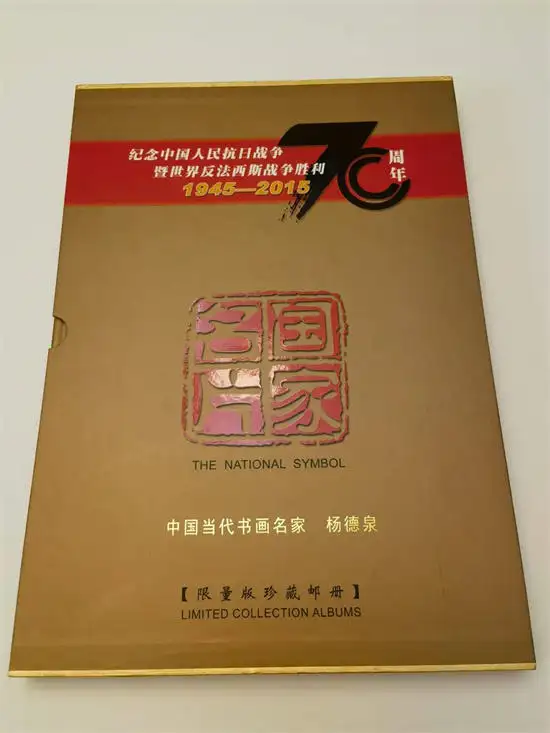 纪念中国人民抗日战争
暨世界反法西斯战争胜利
1945—2015
70
周年
国家
名片
THE NATIONAL SYMBOL
中国当代书画名家 杨德泉
【限量版珍藏邮册】
LIMITED COLLECTION ALBUMS